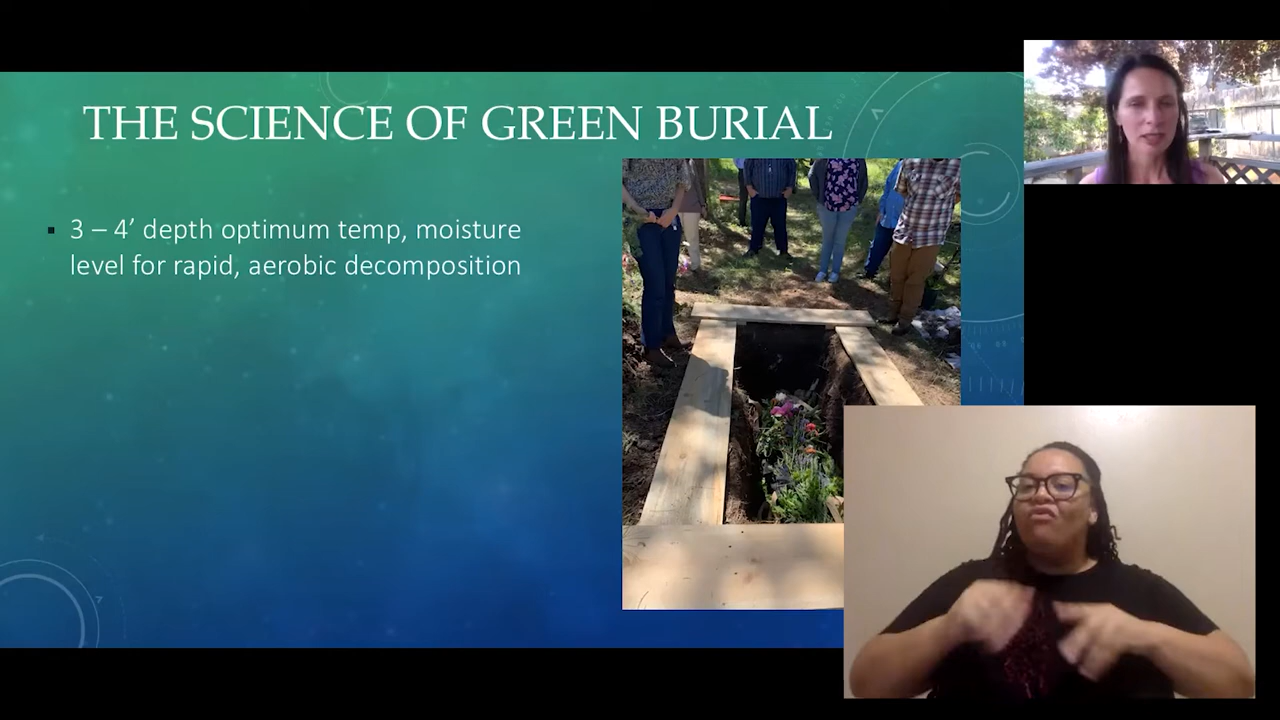 THE SCIENCE OF GREEN BURIAL
▪ 3 – 4’ depth optimum temp, moisture
level for rapid, aerobic decomposition